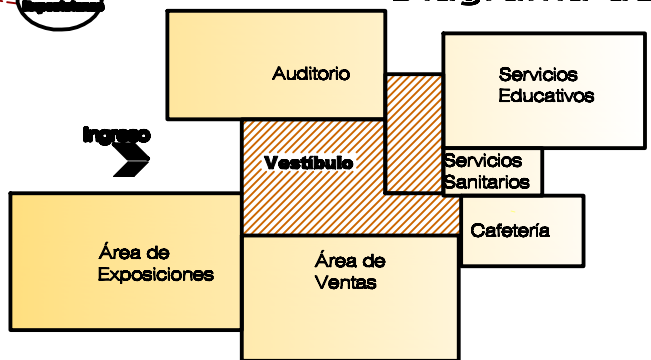 Auditorio
Servicios
Educativos
Ingreso
Vestíbulo
Servicios
Sanitarios
Cafetería
Área de
Exposiciones
Área de
Ventas